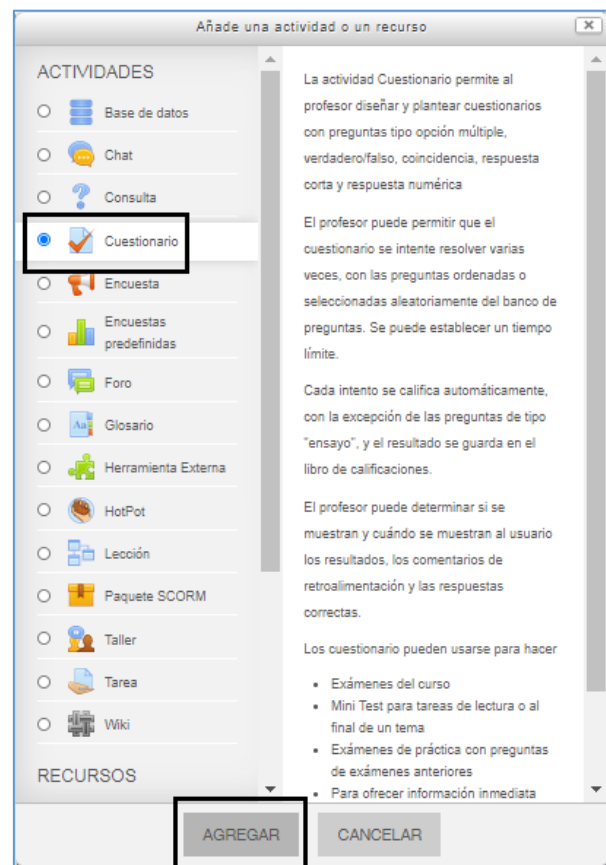 Añade una actividad o un recurso
ACTIVIDADES
Base de datos
Chat
Consulta
Cuestionario
Encuesta
Encuestas
predefinidas
Foro
Glosario
Herramienta Externa
HotPot
Lección
Paquete SCORM
Taller
Tarea
Wiki
RECURSOS
La actividad Cuestionario permite al
profesor diseñar y plantear cuestionarios
con preguntas tipo opción múltiple,
verdadero/falso, coincidencia, respuesta
corta y respuesta numérica
El profesor puede permitir que el
cuestionario se intente resolver varias
veces, con las preguntas ordenadas o
seleccionadas aleatoriamente del banco de
preguntas. Se puede establecer un tiempo
límite.
Cada intento se califica automáticamente,
con la excepción de las preguntas de tipo
"ensayo", y el resultado se guarda en el
libro de calificaciones.
El profesor puede determinar si se
muestran y cuándo se muestran al usuario
los resultados, los comentarios de
retroalimentación y las respuestas
correctas.
Los cuestionario pueden usarse para hacer
• Exámenes del curso
• Mini Test para tareas de lectura o al
final de un tema
• Exámenes de práctica con preguntas
de exámenes anteriores
• Para ofrecer información inmediata
AGREGAR
CANCELAR